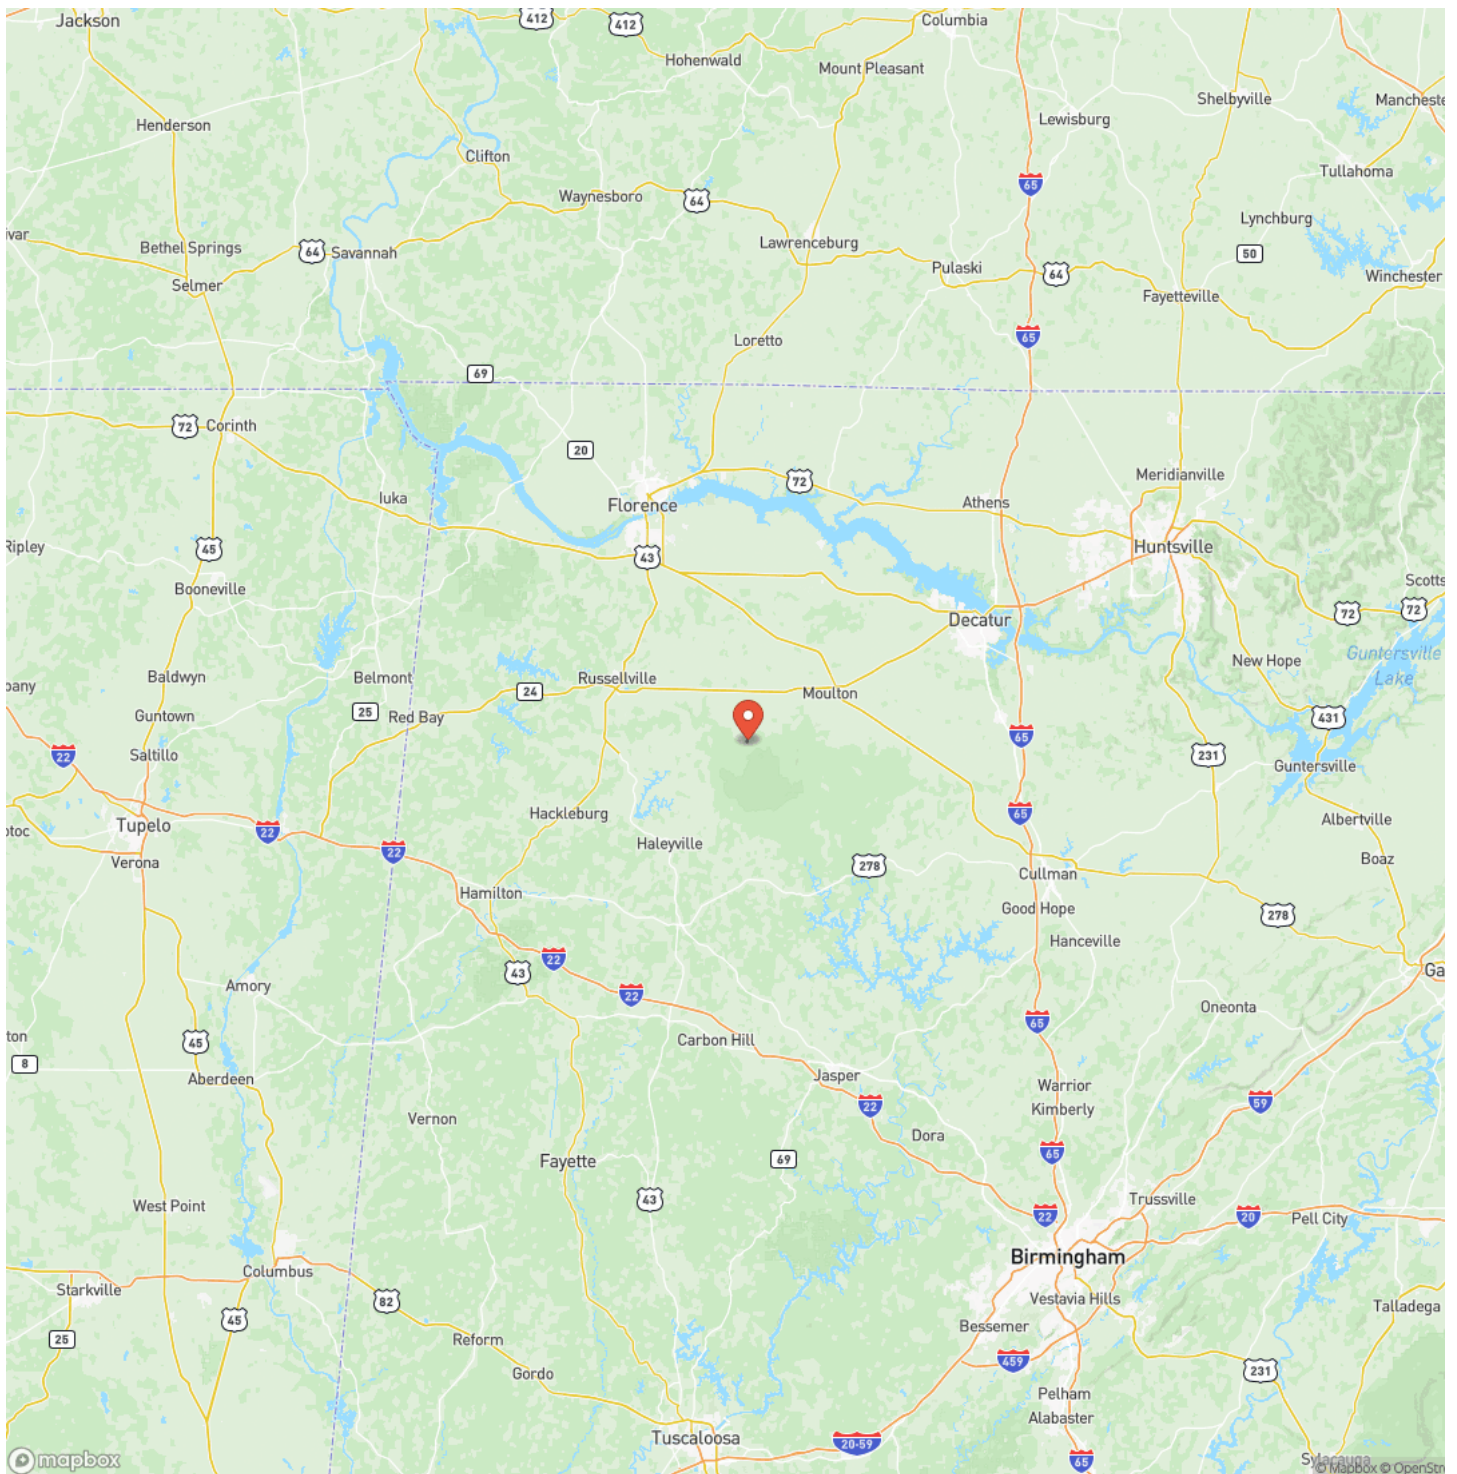 Jackson
412
412
Columbia
Hohenwald
Mount Pleasant
Shelbyville
Mancheste
Henderson
Lewisburg
Clifton
Tullahoma
65
Waynesboro
64
Lynchburg
ivar
Bethel Springs
64
Savannah
Lawrenceburg
50
Pulaski
64
Winchester
Selmer
Fayetteville
65
Loretto
69
72
Corinth
20
Meridianville
72
Iuka
Florence
Athens
Ripley
45
43
Huntsville
Booneville
Scotts
72
72
Decatur
Guntersville
Lake
New Hope
Baldwyn
Belmont
Russellville
bany
24
Moulton
Guntown
25
Red Bay
431
65
22
Saltillo
231
Guntersville
Hackleburg
65
Albertville
otoc
Tupelo
22
Haleyville
22
Verona
278
Boaz
Cullman
Hamilton
Good Hope
278
Hanceville
22
43
Ga
Amory
22
Oneonta
65
ton
45
Carbon Hill
8
Aberdeen
Jasper
Warrior
22
59
Kimberly
Vernon
Dora
65
Fayette
69
43
Trussville
West Point
22
20
Pell City
Birmingham
Columbus
Starkville
82
Vestavia Hills
Talladega
45
Bessemer
25
Reform
459
231
Gordo
Pelham
Alabaster
Tuscaloosa
20-59
65
Sylacauga
mapbox
© Mapbox © OpenStre